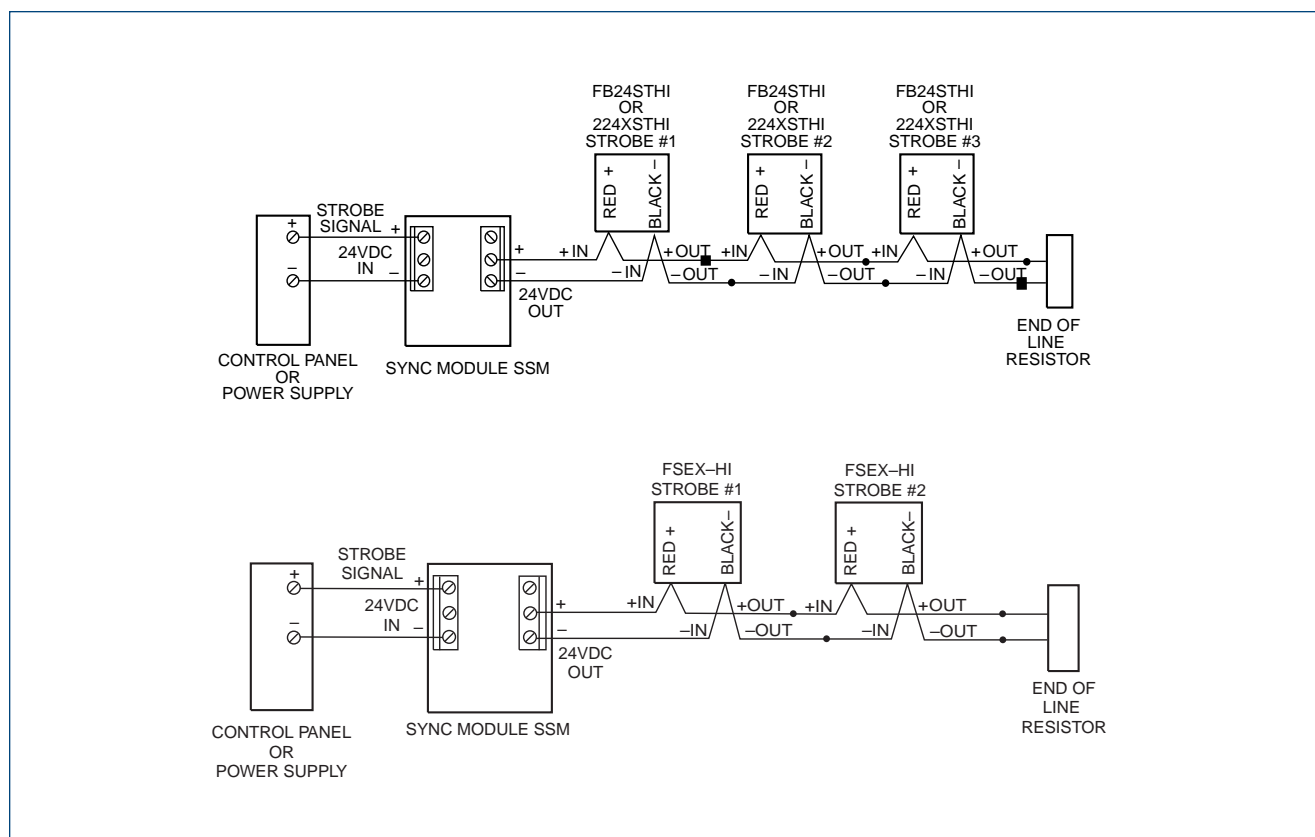 FB24STHI
OR
224XSTHI
STROBE #1
FB24STHI
OR
224XSTHI
STROBE #2
FB24STHI
OR
224XSTHI
STROBE #3
RED +
BLACK –
RED +
BLACK –
RED +
BLACK –
STROBE
SIGNAL
+
+
24VDC
IN
–
–
+
–
24VDC
OUT
+IN
–IN
+OUT
–OUT
+IN
–IN
+OUT
–OUT
+IN
–IN
+OUT
–OUT
CONTROL PANEL
OR
POWER SUPPLY
SYNC MODULE SSM
END OF
LINE
RESISTOR
FSEX–HI
STROBE #1
FSEX–HI
STROBE #2
RED +
BLACK–
RED +
BLACK–
STROBE
SIGNAL
+
+
24VDC
IN
–
–
+
–
24VDC
OUT
+IN
–IN
+OUT
–OUT
+IN
–IN
+OUT
–OUT
CONTROL PANEL
OR
POWER SUPPLY
SYNC MODULE SSM
END OF
LINE
RESISTOR